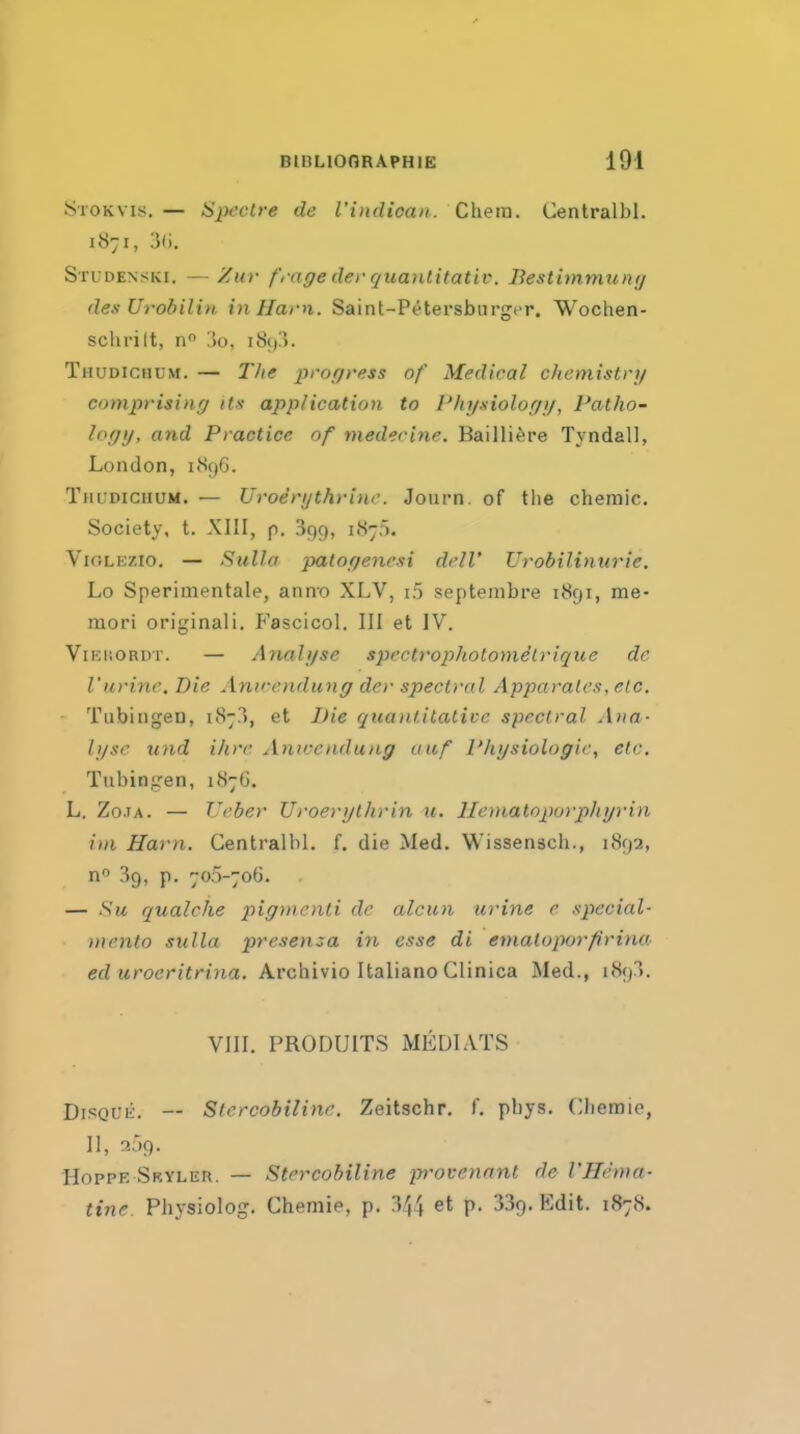 BIBLIOGRAPHIE 191
STOKVIS. — Spectre de l'indican. Chem. Centralbl.
1871, 36.
STUDENSKI. — Zur frage der quantitativ. Bestimmung
des Urobilin in Harn. Saint-Pétersburger. Wochen-
schrilt, nº 30, 1893.
THUDICHUM. — The progress of Medical chemistry
comprising its application to Physiology, Patho-
logy, and Practice of medecine. Baillière Tyndall,
London, 1896.
THUDICHUM. — Uroérythrine. Journ. of the chemic.
Society, t. XIII, p. 399, 1875.
VIGLEZIO. — Sulla patogenesi dell' Urobilinurie.
Lo Sperimentale, anno XLV, 15 septembre 1891, me-
mori originali. Fascicol. III et IV.
VIERORDT. — Analyse spectrophotométrique de
l'urine. Die Anwendung der spectral Apparates, etc.
Tubingen, 1873, et Die quantitative spectral Ana-
lyse und ihre Anwendung auf Physiologie, etc.
Tubingen, 1876.
L. ZOJA. — Ueber Uroerythrin u. Hematoporphyrin
im Harn. Centralbl. f. die Med. Wissensch., 1892,
nº 39, p. 705-706.
— Su qualche pigmenti de alcun urine e special-
mento sulla presenza in esse di ematoporfirina
ed uroeritrina. Archivio Italiano Clinica Med., 1893.
VIII. PRODUITS MÉDIATS
DISQUÉ. — Stercobiline. Zeitschr. f. phys. Chemie,
II, 259.
HOPPE SRYLER. — Stercobiline provenant de l'Héma-
tine. Physiolog. Chemie, p. 344 et p. 339. Edit. 1878.